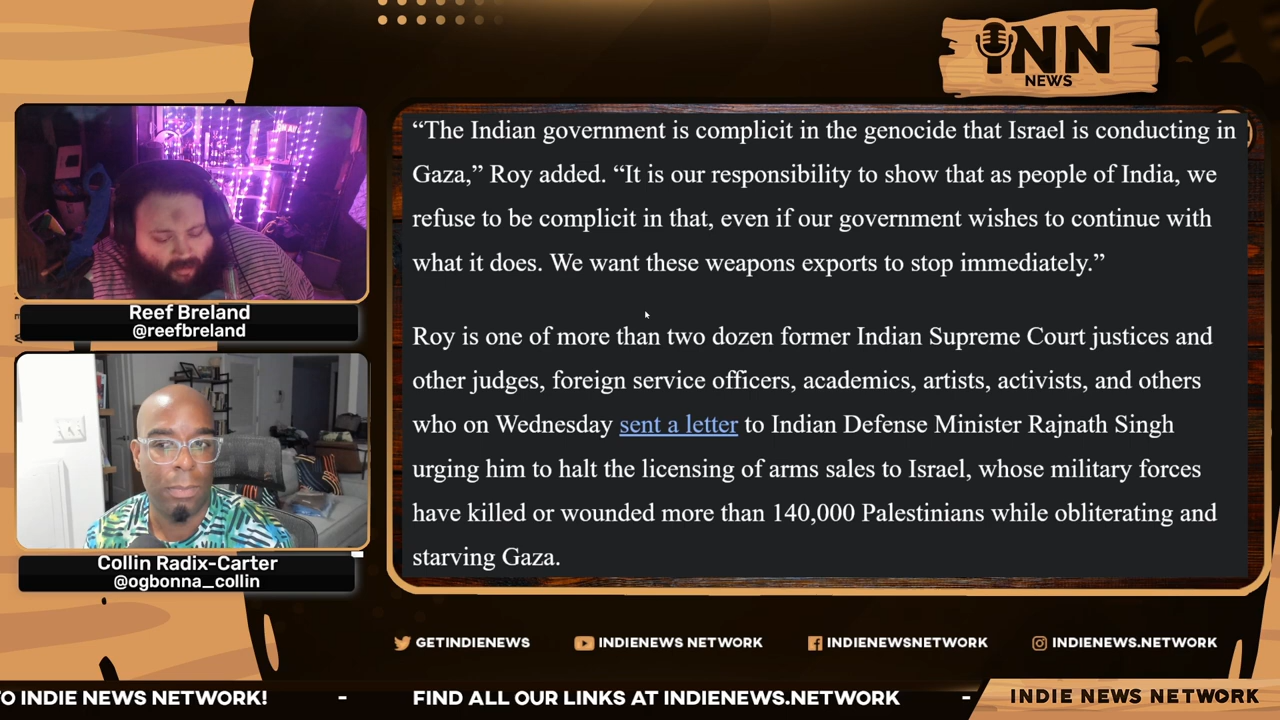 INN
NEWS
“The Indian government is complicit in the genocide that Israel is conducting in
Gaza,” Roy added. “It is our responsibility to show that as people of India, we
refuse to be complicit in that, even if our government wishes to continue with
what it does. We want these weapons exports to stop immediately.”
Roy is one of more than two dozen former Indian Supreme Court justices and
other judges, foreign service officers, academics, artists, activists, and others
who on Wednesday sent a letter to Indian Defense Minister Rajnath Singh
urging him to halt the licensing of arms sales to Israel, whose military forces
have killed or wounded more than 140,000 Palestinians while obliterating and
starving Gaza.
Reef Breland
@reefbreland
Collin Radix-Carter
@ogbonna_collin
GETINDIENEWS
INDIENEWS NETWORK
INDIENEWSNETWORK
INDIENEWS.NETWORK
O INDIE NEWS NETWORK! - FIND ALL OUR LINKS AT INDIENEWS.NETWORK -
INDIE NEWS NETWORK